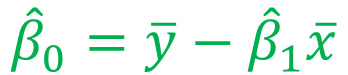 β̂₀ = ȳ − β̂₁x̄